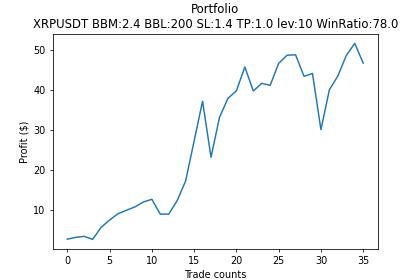 Portfolio
XRPUSDT BBM:2.4 BBL:200 SL:1.4 TP:1.0 lev:10 WinRatio:78.0
50
40
30
20
10
Profit ($)
0 5 10 15 20 25 30 35
Trade counts